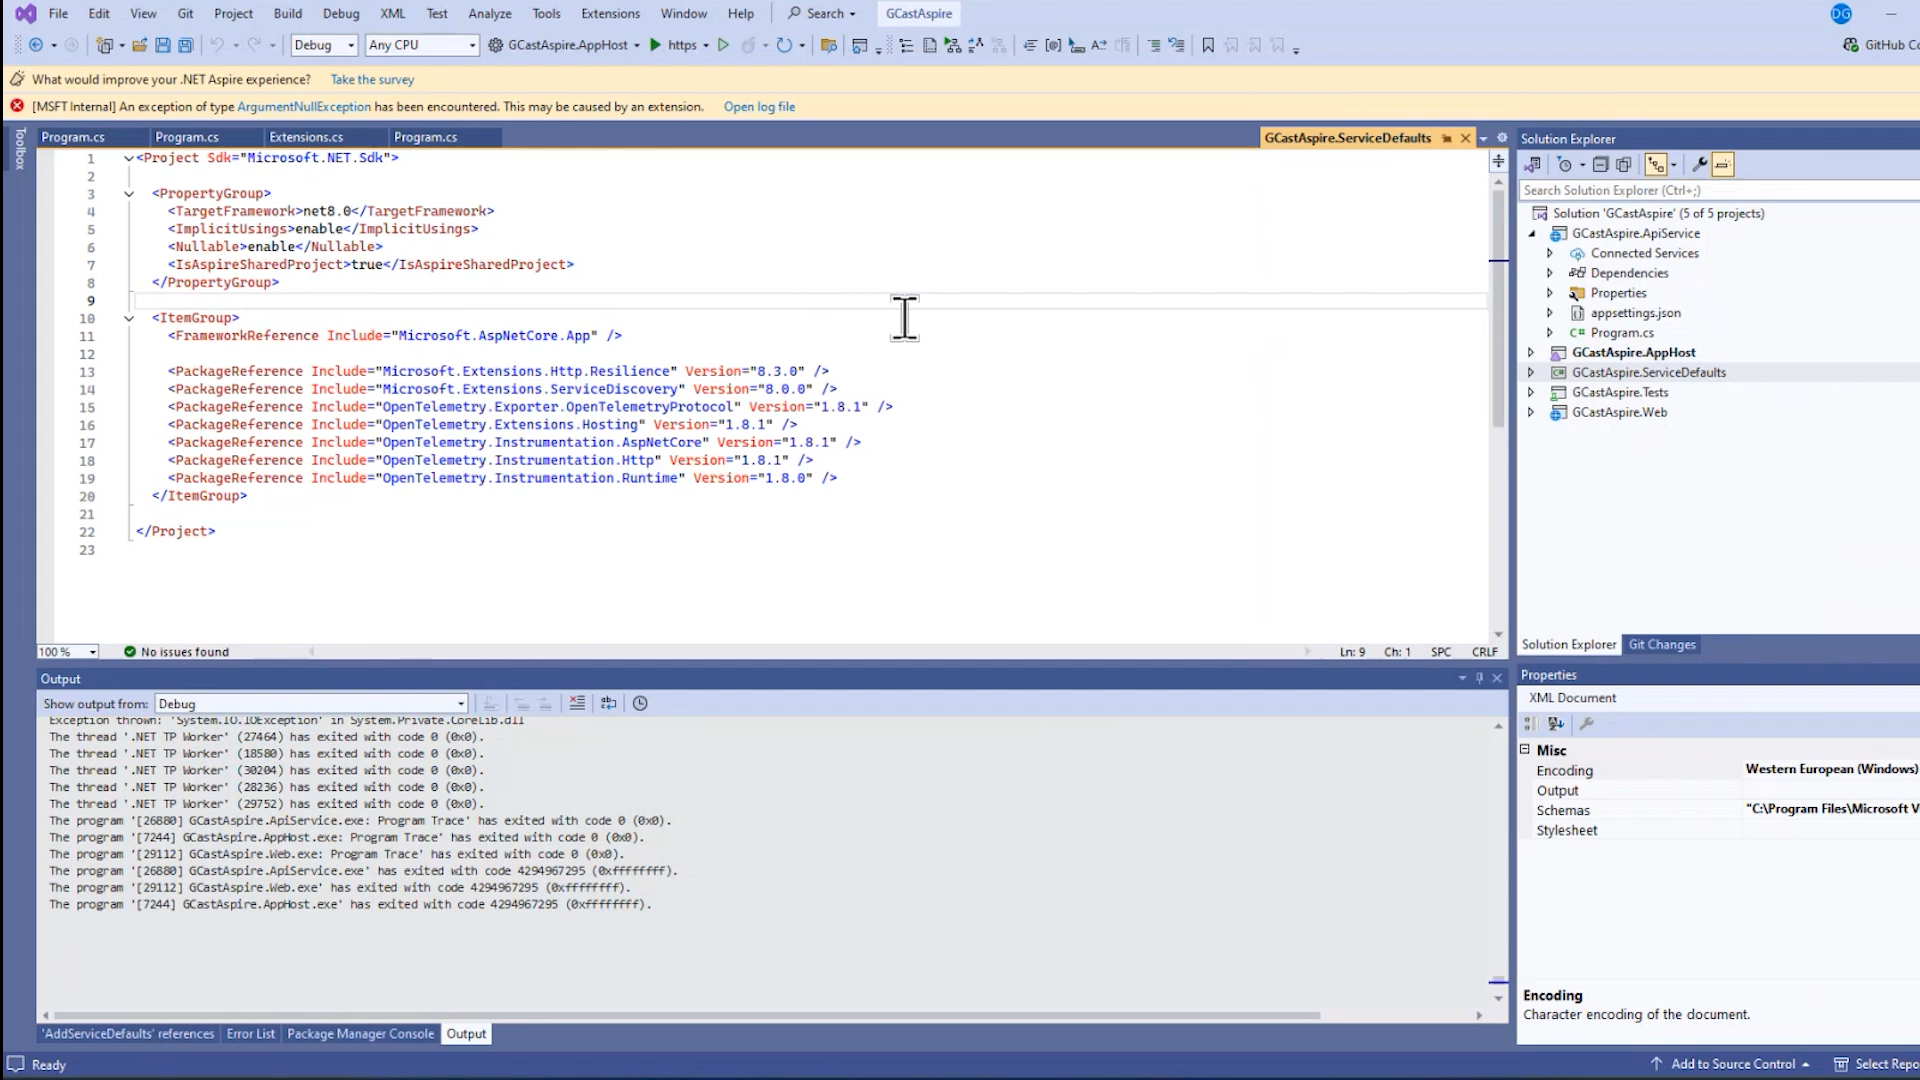 File Edit View Git Project Build Debug XML Test Analyze Tools Extensions Window Help Search GCastAspire DG
Debug Any CPU GCastAspire.AppHost https GitHub Co
What would improve your .NET Aspire experience? Take the survey
[MSFT Internal] An exception of type ArgumentNullException has been encountered. This may be caused by an extension. Open log file
Toolbox
Program.cs Program.cs Extensions.cs Program.cs GCastAspire.ServiceDefaults
1 <Project Sdk="Microsoft.NET.Sdk">
2
3 <PropertyGroup>
4 <TargetFramework>net8.0</TargetFramework>
5 <ImplicitUsings>enable</ImplicitUsings>
6 <Nullable>enable</Nullable>
7 <IsAspireSharedProject>true</IsAspireSharedProject>
8 </PropertyGroup>
9
10 <ItemGroup>
11 <FrameworkReference Include="Microsoft.AspNetCore.App" />
12
13 <PackageReference Include="Microsoft.Extensions.Http.Resilience" Version="8.3.0" />
14 <PackageReference Include="Microsoft.Extensions.ServiceDiscovery" Version="8.0.0" />
15 <PackageReference Include="OpenTelemetry.Exporter.OpenTelemetryProtocol" Version="1.8.1" />
16 <PackageReference Include="OpenTelemetry.Extensions.Hosting" Version="1.8.1" />
17 <PackageReference Include="OpenTelemetry.Instrumentation.AspNetCore" Version="1.8.1" />
18 <PackageReference Include="OpenTelemetry.Instrumentation.Http" Version="1.8.1" />
19 <PackageReference Include="OpenTelemetry.Instrumentation.Runtime" Version="1.8.0" />
20 </ItemGroup>
21
22 </Project>
23
100 % No issues found Ln: 9 Ch: 1 SPC CRLF
Output
Show output from: Debug
Exception thrown: 'System.IO.IOException' in System.Private.CoreLib.dll
The thread '.NET TP Worker' (27464) has exited with code 0 (0x0).
The thread '.NET TP Worker' (18580) has exited with code 0 (0x0).
The thread '.NET TP Worker' (30204) has exited with code 0 (0x0).
The thread '.NET TP Worker' (28236) has exited with code 0 (0x0).
The thread '.NET TP Worker' (29752) has exited with code 0 (0x0).
The program '[26880] GCastAspire.ApiService.exe: Program Trace' has exited with code 0 (0x0).
The program '[7244] GCastAspire.AppHost.exe: Program Trace' has exited with code 0 (0x0).
The program '[29112] GCastAspire.Web.exe: Program Trace' has exited with code 0 (0x0).
The program '[26880] GCastAspire.ApiService.exe' has exited with code 4294967295 (0xffffffff).
The program '[29112] GCastAspire.Web.exe' has exited with code 4294967295 (0xffffffff).
The program '[7244] GCastAspire.AppHost.exe' has exited with code 4294967295 (0xffffffff).
'AddServiceDefaults' references Error List Package Manager Console Output
Solution Explorer
Search Solution Explorer (Ctrl+;)
Solution 'GCastAspire' (5 of 5 projects)
GCastAspire.ApiService
Connected Services
Dependencies
Properties
appsettings.json
C# Program.cs
GCastAspire.AppHost
GCastAspire.ServiceDefaults
GCastAspire.Tests
GCastAspire.Web
Solution Explorer Git Changes
Properties
XML Document
Misc
Encoding Western European (Windows)
Output
Schemas "C:\Program Files\Microsoft V
Stylesheet
Encoding
Character encoding of the document.
Ready Add to Source Control Select Repo